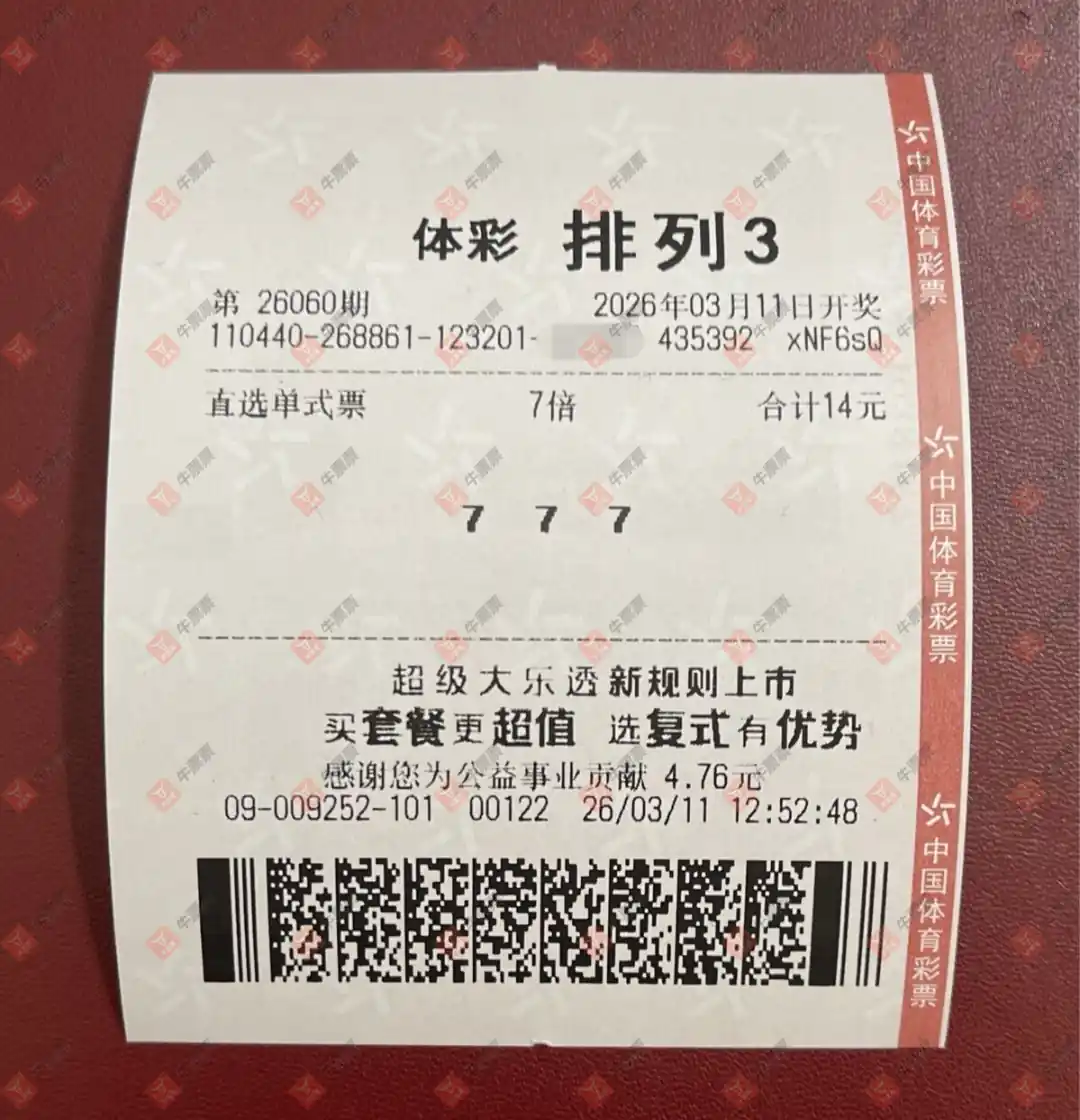 体彩 排列3
第 26060期 2026年03月11日开奖
110440-268861-123201- 435392 xNF6sQ
直选单式票 7倍 合计14元
7 7 7
超级大乐透新规则上市
买套餐更超值 选复式有优势
感谢您为公益事业贡献 4.76元
09-009252-101 00122 26/03/11 12:52:48
中国体育彩票
中国体育彩票
中国体育彩票
牛票票